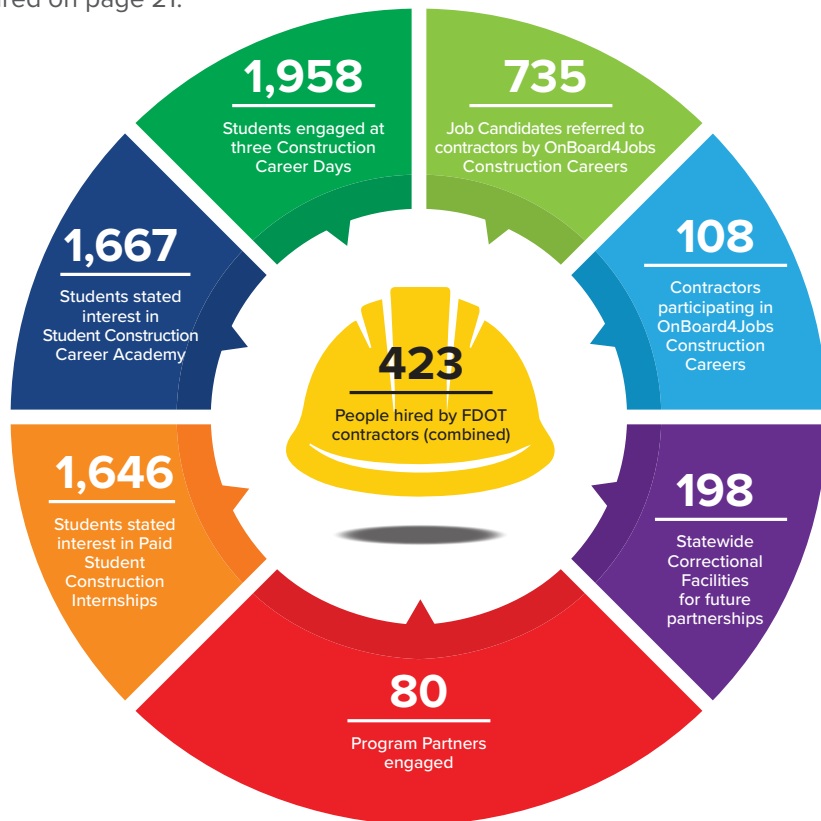 on page 21.
1,958
Students engaged at
three Construction
Career Days
735
Job Candidates referred to
contractors by OnBoard4Jobs
Construction Careers
1,667
Students stated
interest in
Student Construction
Career Academy
108
Contractors
participating in
OnBoard4Jobs
Construction
Careers
423
People hired by FDOT
contractors (combined)
1,646
Students stated
interest in Paid
Student
Construction
Internships
198
Statewide
Correctional
Facilities
for future
partnerships
80
Program Partners
engaged